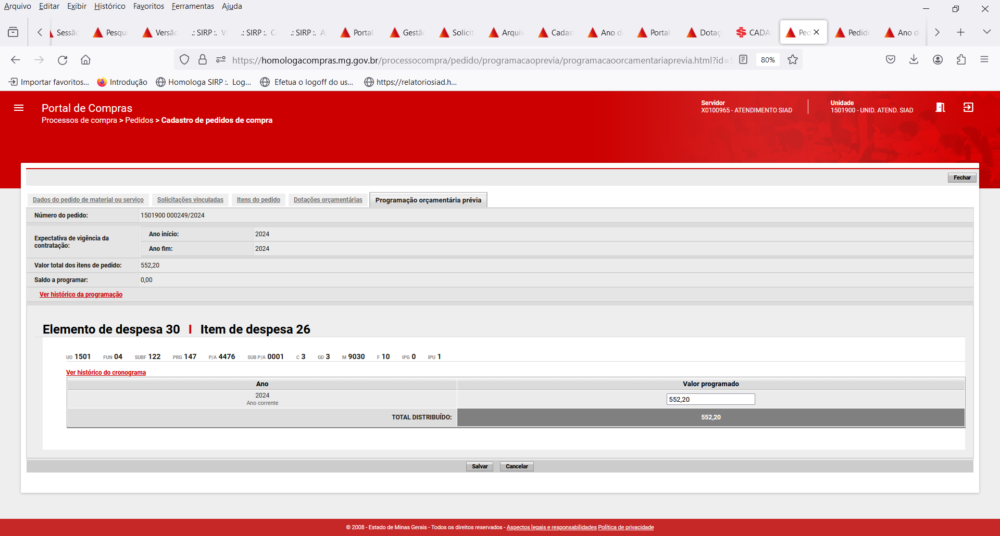 Arquivo Editar Exibir Histórico Favoritos Ferramentas Ajuda
Sessão Pesqui Versão .: SIRP :. V .: SIRP :. C .: SIRP :. A Portal Gestão Solicit Arquiv Cadas Ano d Portal Dotaç CADA Ped Pedido Ano d
https://homologacompras.mg.gov.br/processocompra/pedido/programacaoprevia/programacaoorcamentariaprevia.html?id=5 80%
Importar favoritos... Introdução Homologa SIRP :. Log... Efetua o logoff do us... https://relatoriosiad.h...
Portal de Compras
Processos de compra > Pedidos > Cadastro de pedidos de compra
Servidor
X0100965 - ATENDIMENTO SIAD
Unidade
1501900 - UNID. ATEND. SIAD
Fechar
Dados do pedido de material ou serviço Solicitações vinculadas Itens do pedido Dotações orçamentárias Programação orçamentária prévia
Número do pedido: 1501900 000249/2024
Expectativa de vigência da contratação:
Ano início: 2024
Ano fim: 2024
Valor total dos itens de pedido: 552,20
Saldo a programar: 0,00
Ver histórico da programação
Elemento de despesa 30 I Item de despesa 26
UO 1501 FUN 04 SUBF 122 PRG 147 P/A 4476 SUB P/A 0001 C 3 GD 3 M 9030 F 10 IPG 0 IPU 1
Ver histórico do cronograma
Ano Valor programado
2024
Ano corrente
552,20
TOTAL DISTRIBUÍDO: 552,20
Salvar Cancelar
© 2008 - Estado de Minas Gerais - Todos os direitos reservados - Aspectos legais e responsabilidades Política de privacidade